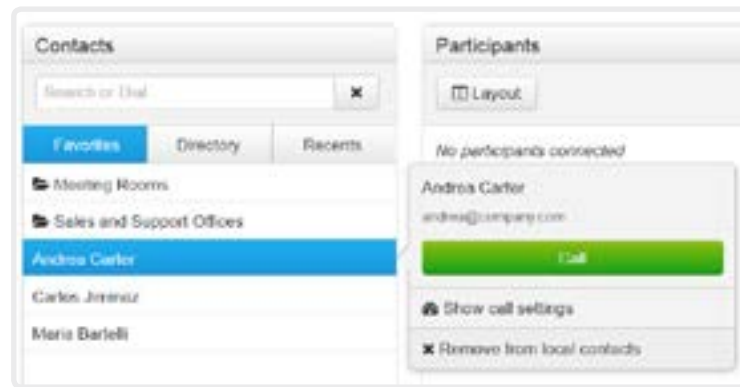 Contacts
Search or Dial
Favorites Directory Recents
Meeting Rooms
Sales and Support Offices
Andrea Carter
Carlos Jiminez
Maria Bartelli
Participants
Layout
No participants connected
Andrea Carter
andrea@company.com
Call
Show call settings
Remove from local contacts